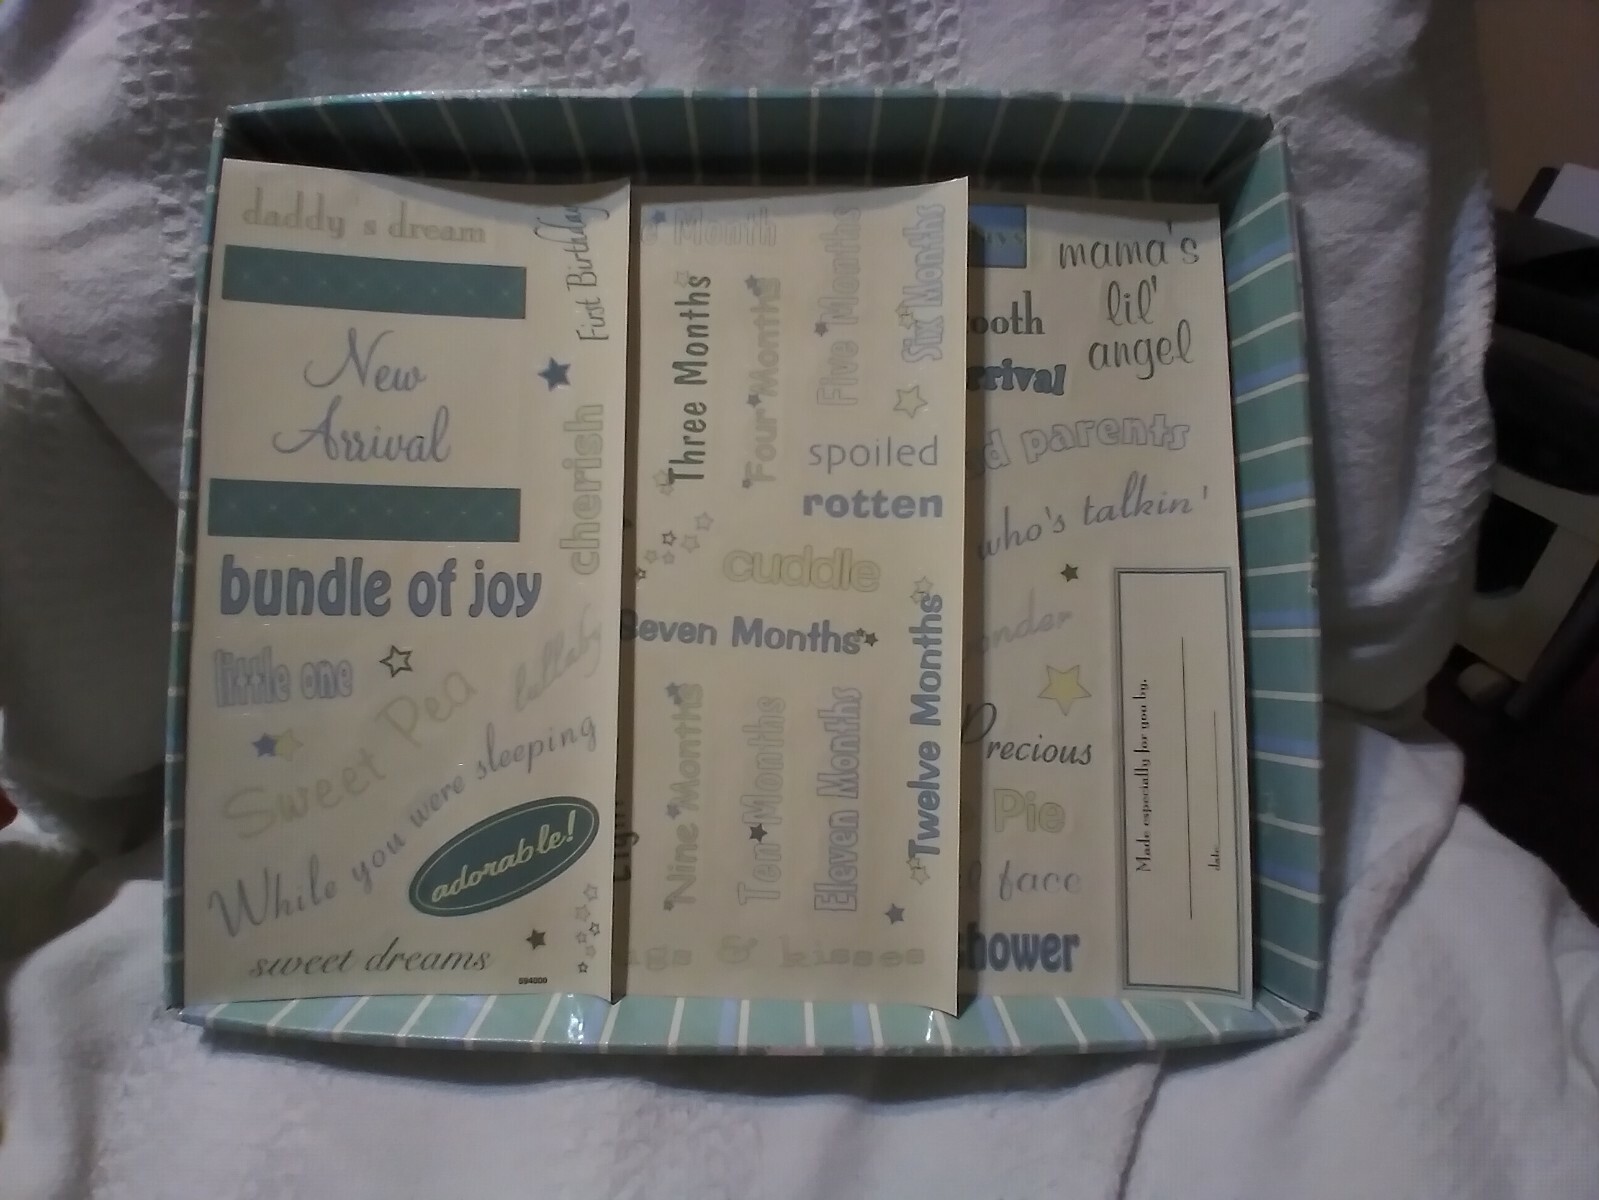 daddy's dream
First Birthday
New
Arrival
cherish
bundle of joy
little one
lullaby
Sweet Pea
While you were sleeping
adorable!
sweet dreams
594000
Month
Three Months
Four Months
Five Months
Six Months
spoiled
rotten
cuddle
Seven Months
Nine Months
Ten Months
Eleven Months
Twelve Months
& kisses
mama's
lil'
angel
parents
who's talkin'
Precious
Pie
face
shower
Made especially for you by,
date